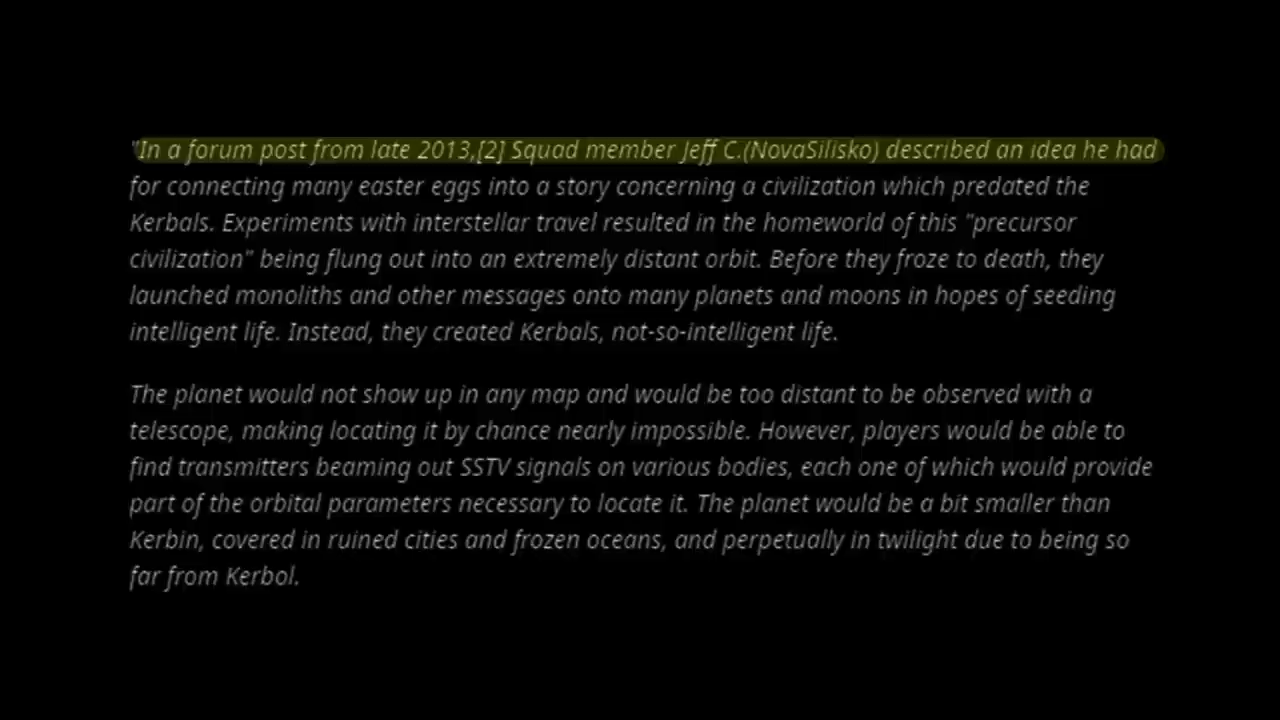 "In a forum post from late 2013,[2] Squad member Jeff C.(NovaSilisko) described an idea he had
for connecting many easter eggs into a story concerning a civilization which predated the
Kerbals. Experiments with interstellar travel resulted in the homeworld of this "precursor
civilization" being flung out into an extremely distant orbit. Before they froze to death, they
launched monoliths and other messages onto many planets and moons in hopes of seeding
intelligent life. Instead, they created Kerbals, not-so-intelligent life.
The planet would not show up in any map and would be too distant to be observed with a
telescope, making locating it by chance nearly impossible. However, players would be able to
find transmitters beaming out SSTV signals on various bodies, each one of which would provide
part of the orbital parameters necessary to locate it. The planet would be a bit smaller than
Kerbin, covered in ruined cities and frozen oceans, and perpetually in twilight due to being so
far from Kerbol.